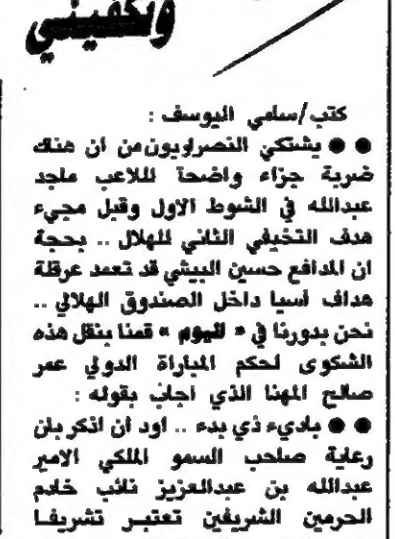 وتكفيني
كتب/سامي اليوسف :
●● يشتكي النصراويون من ان هناك
ضربة جزاء واضحة للاعب ماجد
عبدالله في الشوط الاول وقبل مجيء
هدف التخيفي الثاني للهلال .. بحجة
ان المدافع حسين البيشي قد تعمد عرقلة
هداف اسيا داخل الصندوق الهلالي ..
نحن بدورنا في « اليوم » قمنا بنقل هذه
الشكوى لحكم المباراة الدولي عمر
صالح المهنا الذي اجاب بقوله :
●● باديء ذي بدء .. اود ان اذكر بان
رعاية صاحب السمو الملكي الامير
عبدالله بن عبدالعزيز نائب خادم
الحرمين الشريفين تعتبر تشريفا